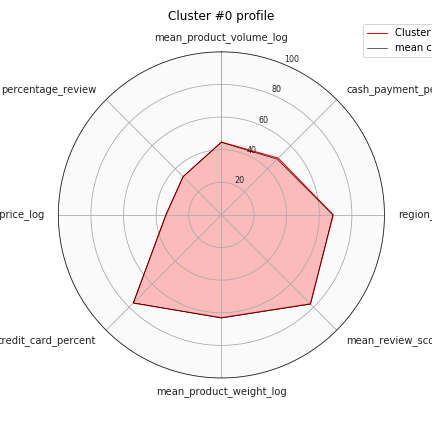 Cluster #0 profile
mean_product_volume_log
Cluster
mean c
percentage_review
cash_payment_pe
100
80
60
40
20
price_log
region_
credit_card_percent
mean_review_sco
mean_product_weight_log